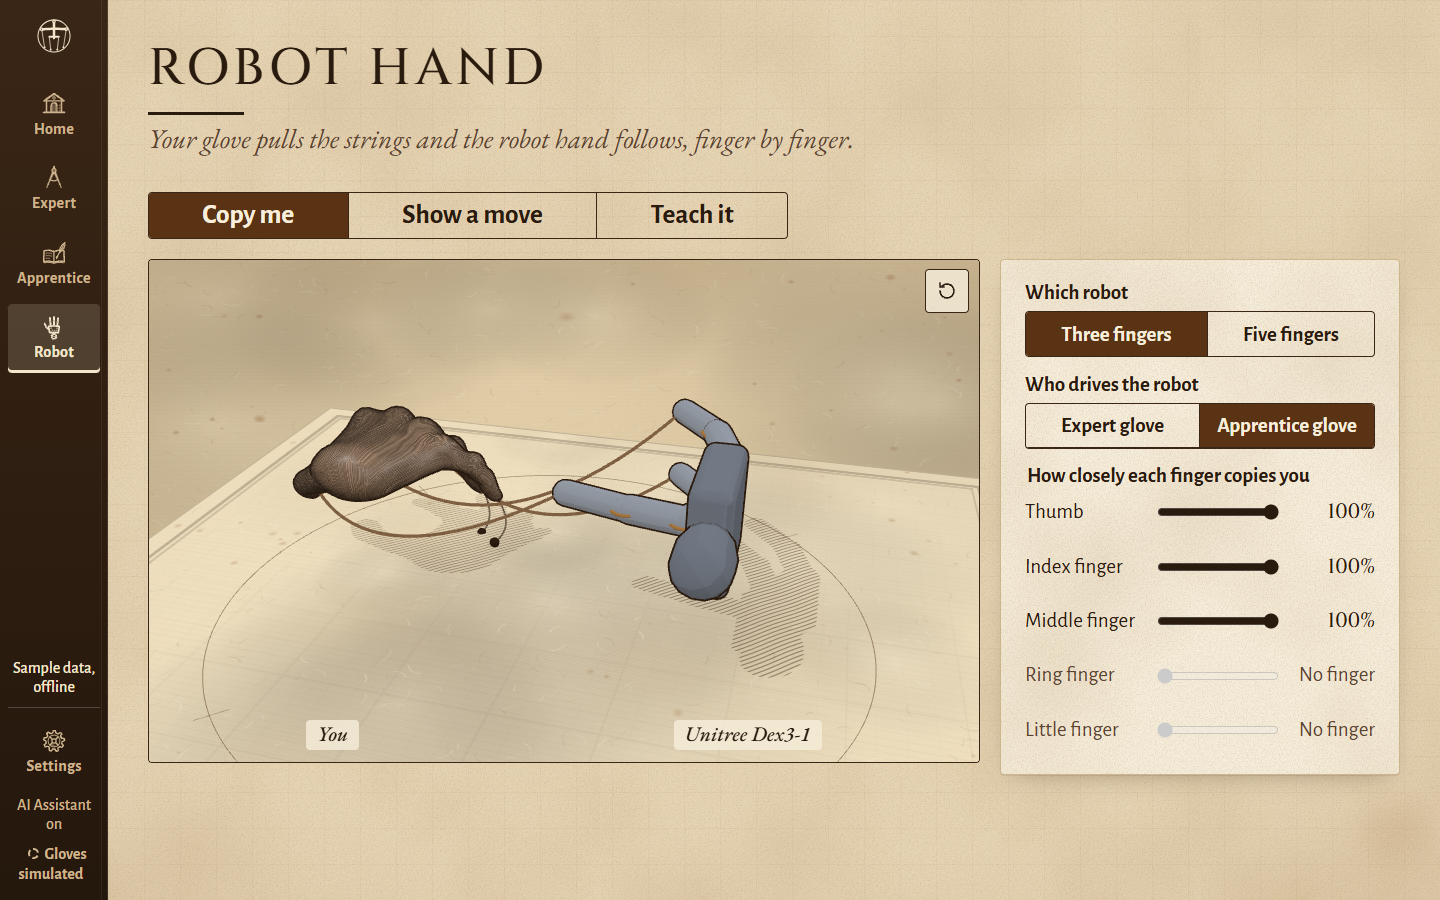 ROBOT HAND
Your glove pulls the strings and the robot hand follows, finger by finger.
Home
Expert
Apprentice
Robot
Sample data,
offline
Settings
AI Assistant
on
Gloves
simulated
Copy me
Show a move
Teach it
You
Unitree Dex3-1
Which robot
Three fingers
Five fingers
Who drives the robot
Expert glove
Apprentice glove
How closely each finger copies you
Thumb 100%
Index finger 100%
Middle finger 100%
Ring finger No finger
Little finger No finger